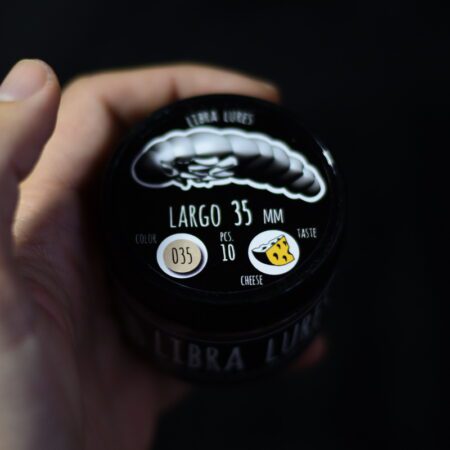 LIBRA LURES
LARGO 35 MM
COLOR 035
PCS. 10
TASTE
CHEESE
LIBRA LURES